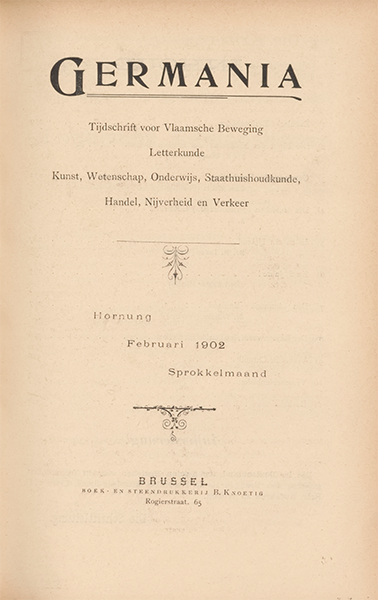 GERMANIA
Tijdschrift voor Vlaamsche Beweging
Letterkunde
Kunst, Wetenschap, Onderwijs, Staathuishoudkunde,
Handel, Nijverheid en Verkeer
Hornung
Februari 1902
Sprokkelmaand
BRUSSEL
BOEK- EN STEENDRUKKERIJ B. KNOETIG
Rogierstraat. 65